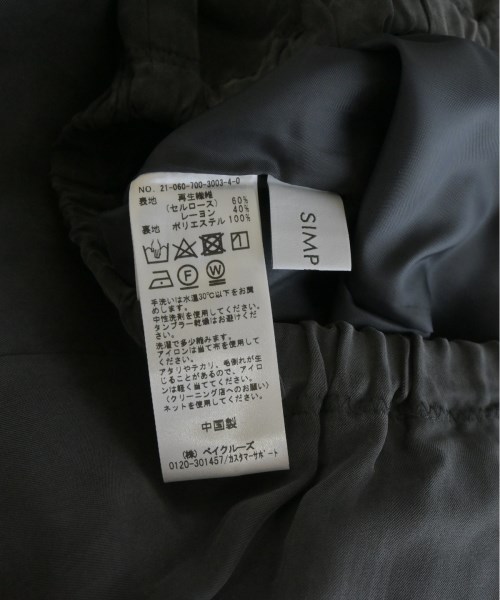 NO. 21-060-700-3003-4-0
表地 再生繊維
(セルロース) 60%
レーヨン 40%
裏地 ポリエステル 100%
手洗いは水温30℃以下をお薦
めします。
中性洗剤を使用してください。
タンブラー乾燥はお避けくだ
さい。
洗濯で多少縮みます。
アイロンは当て布を使用して
ください。
アタリやテカリ、毛倒れが生
じることがあるので、アイロ
ンは軽く当ててください。
(クリーニング店へのお願い)
ネットを使用してください。
中国製
(株) ベイクルーズ
0120-301457/カスタマーサポート
SIMP